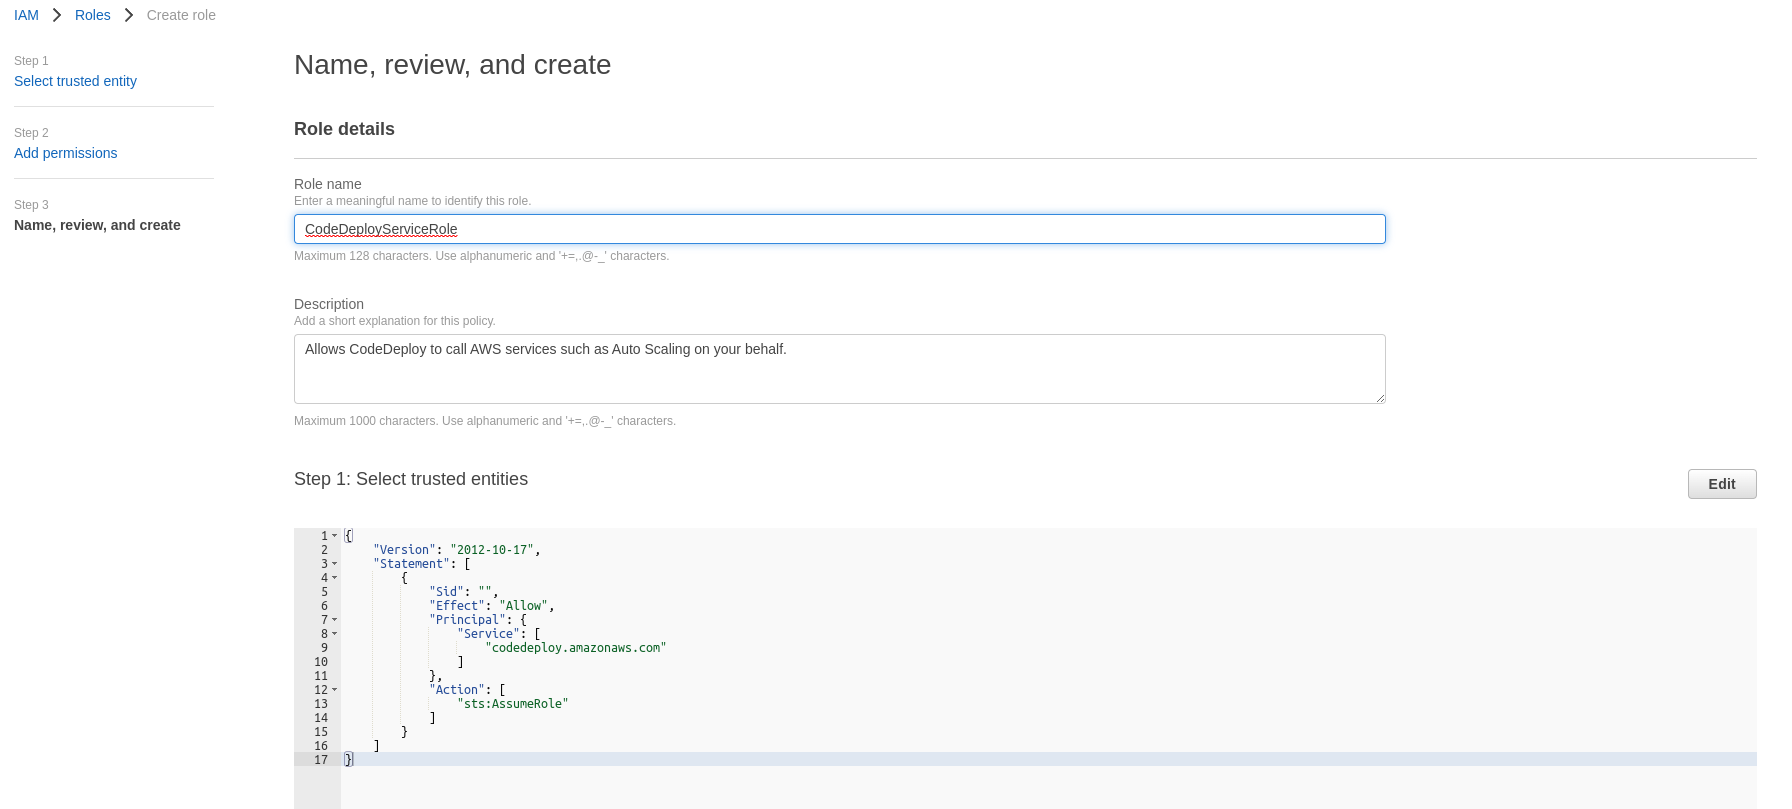 IAM > Roles > Create role
Step 1
Select trusted entity
Step 2
Add permissions
Step 3
Name, review, and create
Name, review, and create
Role details
Role name
Enter a meaningful name to identify this role.
CodeDeployServiceRole
Maximum 128 characters. Use alphanumeric and '+=,.@-_' characters.
Description
Add a short explanation for this policy.
Allows CodeDeploy to call AWS services such as Auto Scaling on your behalf.
Maximum 1000 characters. Use alphanumeric and '+=,.@-_' characters.
Step 1: Select trusted entities
Edit
1 {
2     "Version": "2012-10-17",
3     "Statement": [
4         {
5             "Sid": "",
6             "Effect": "Allow",
7             "Principal": {
8                 "Service": [
9                     "codedeploy.amazonaws.com"
10                 ]
11             },
12             "Action": [
13                 "sts:AssumeRole"
14             ]
15         }
16     ]
17 }